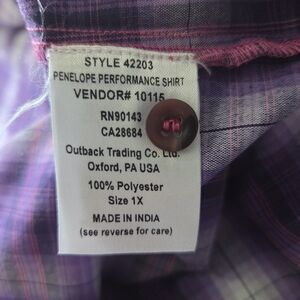 STYLE 42203
PENELOPE PERFORMANCE SHIRT
VENDOR# 10115
RN90143
CA28684
Outback Trading Co. Ltd.
Oxford, PA USA
100% Polyester
Size 1X
MADE IN INDIA
(see reverse for care)